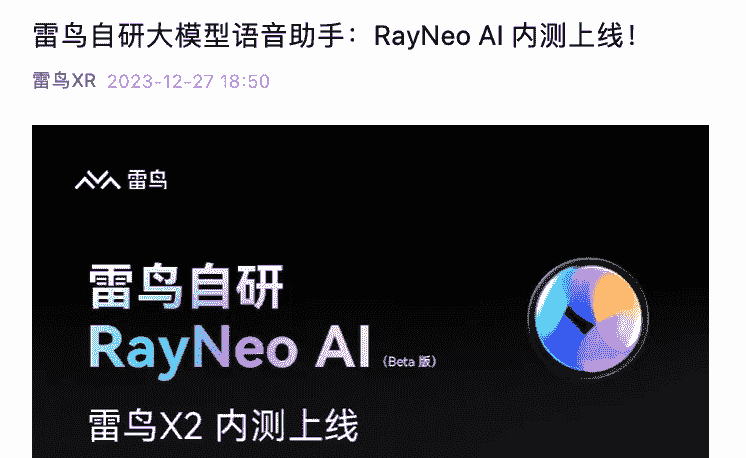 雷鸟自研大模型语音助手：RayNeo AI 内测上线！
雷鸟XR 2023-12-27 18:50
雷鸟
雷鸟自研
RayNeo AI（Beta 版）
雷鸟X2 内测上线